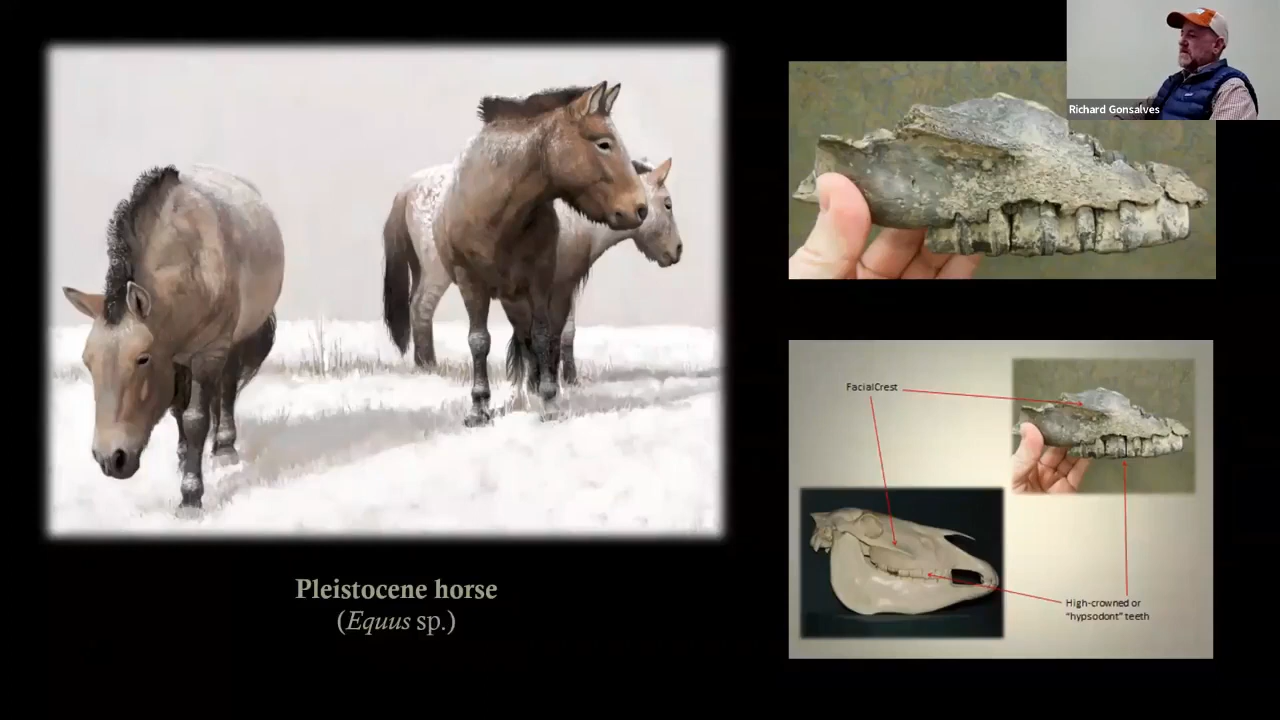 Richard Gonsalves
FacialCrest
Pleistocene horse
(Equus sp.)
High-crowned or
"hypsodont" teeth